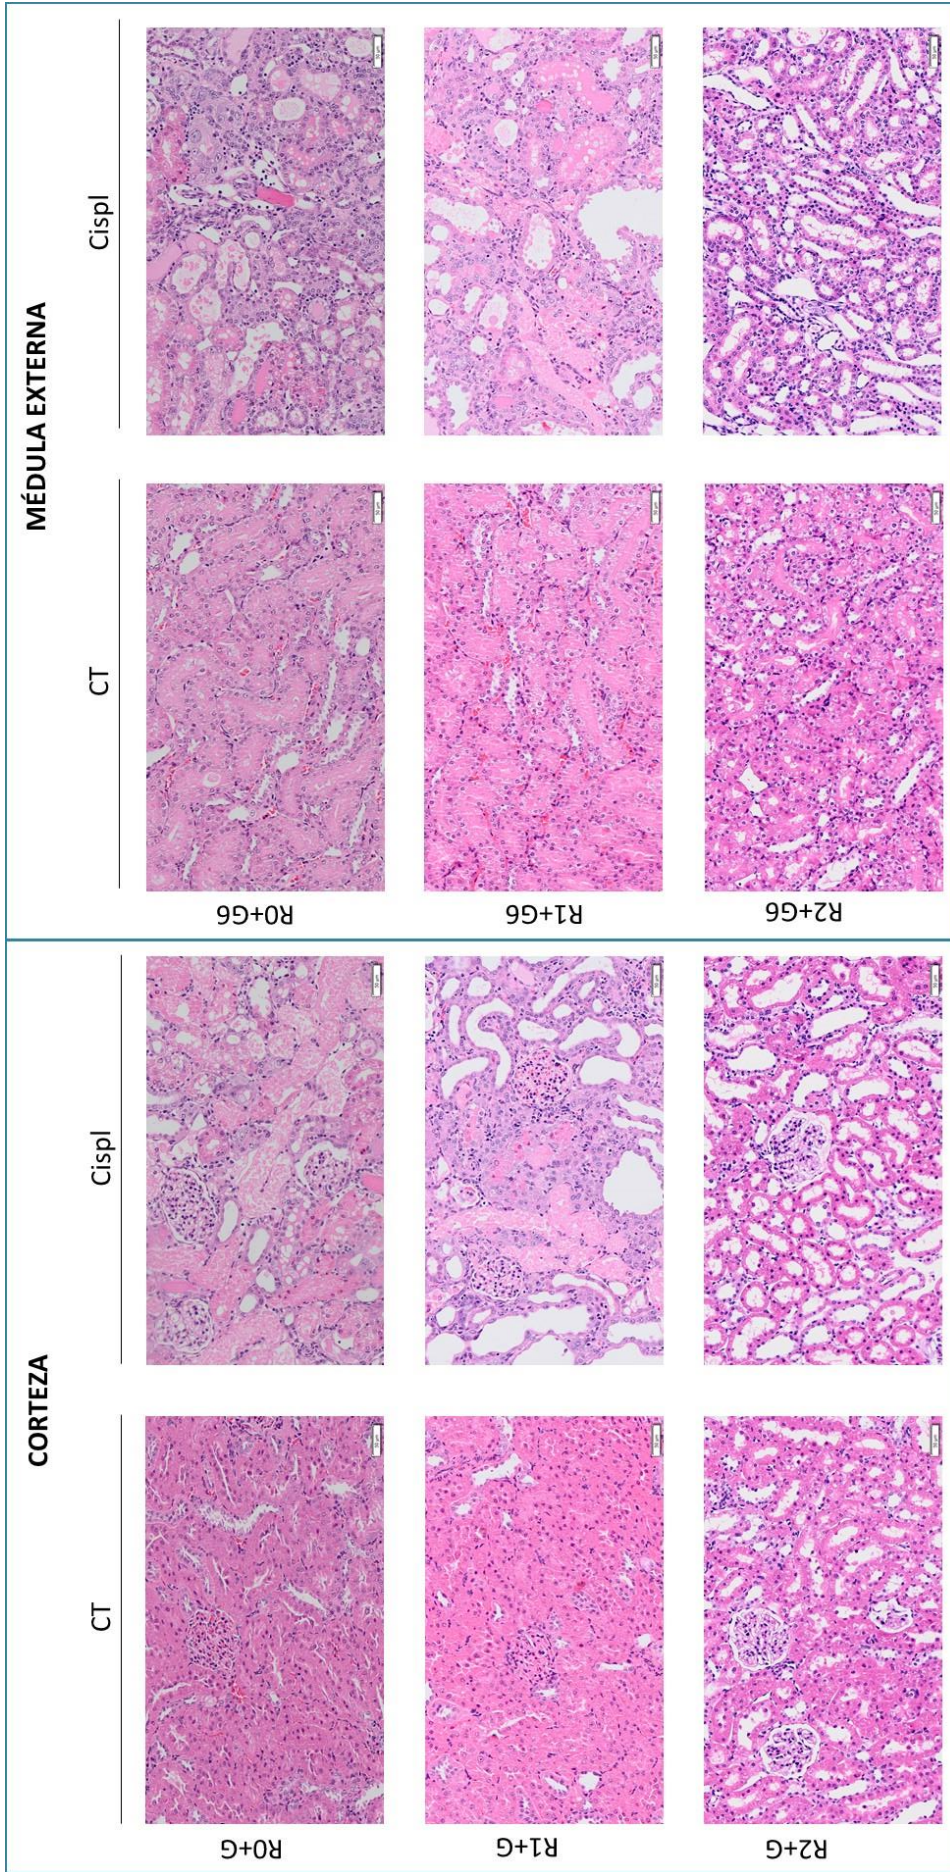 CORTEZA
CT
Cispl
R0+G
R1+G
R2+G
MÉDULA EXTERNA
CT
Cispl
R0+G6
R1+G6
R2+G6